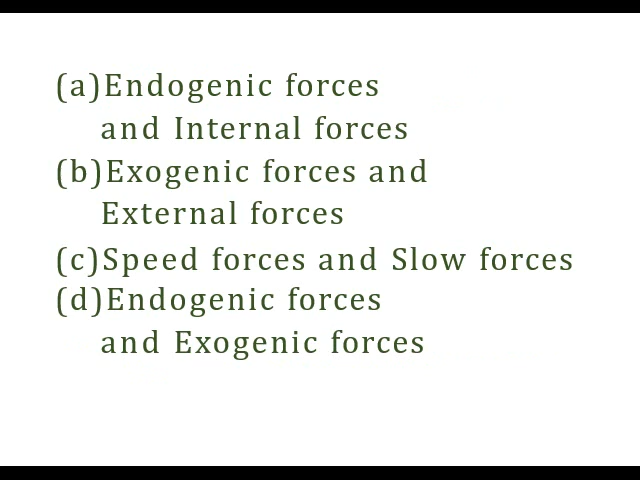 (a)Endogenic forces
and Internal forces
(b)Exogenic forces and
External forces
(c)Speed forces and Slow forces
(d)Endogenic forces
and Exogenic forces